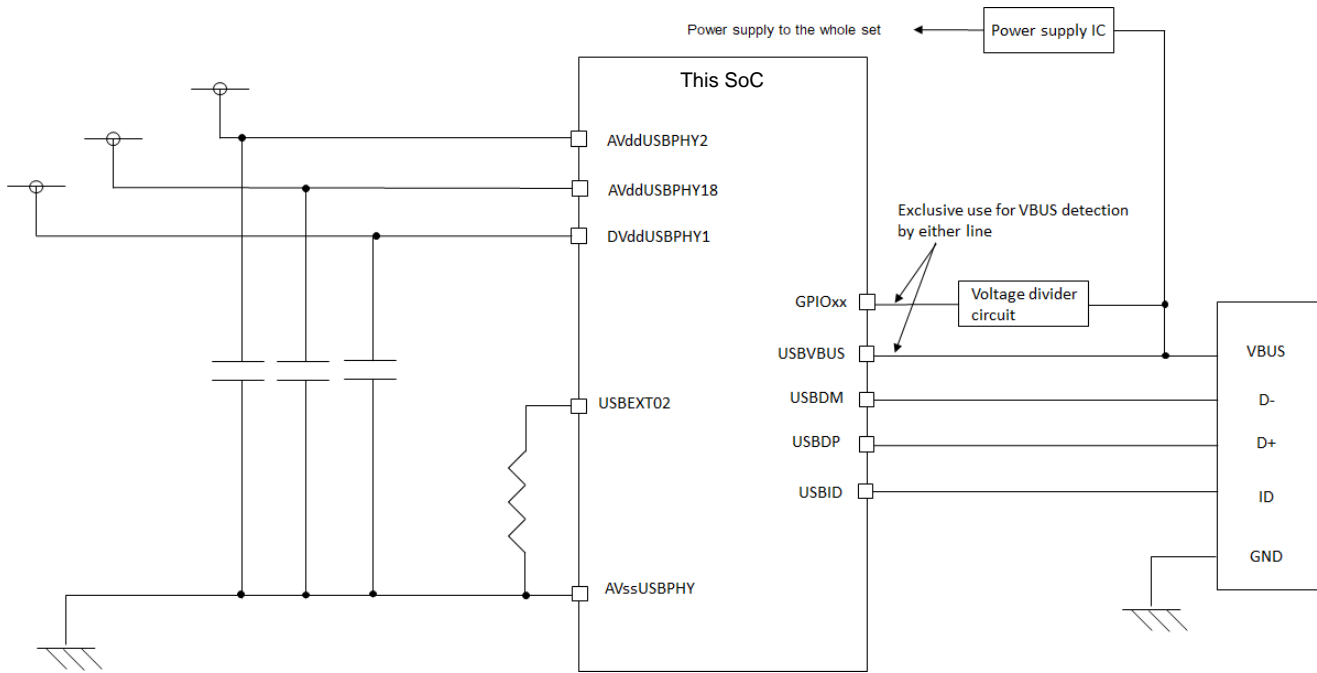 Power supply to the whole set
Power supply IC
This SoC
AVddUSBPHY2
AVddUSBPHY18
DVddUSBPHY1
Exclusive use for VBUS detection
by either line
GPIOxx
Voltage divider
circuit
USBVBUS
VBUS
USBDM
D-
USBEXT02
USBDP
D+
USBID
ID
GND
AVssUSBPHY